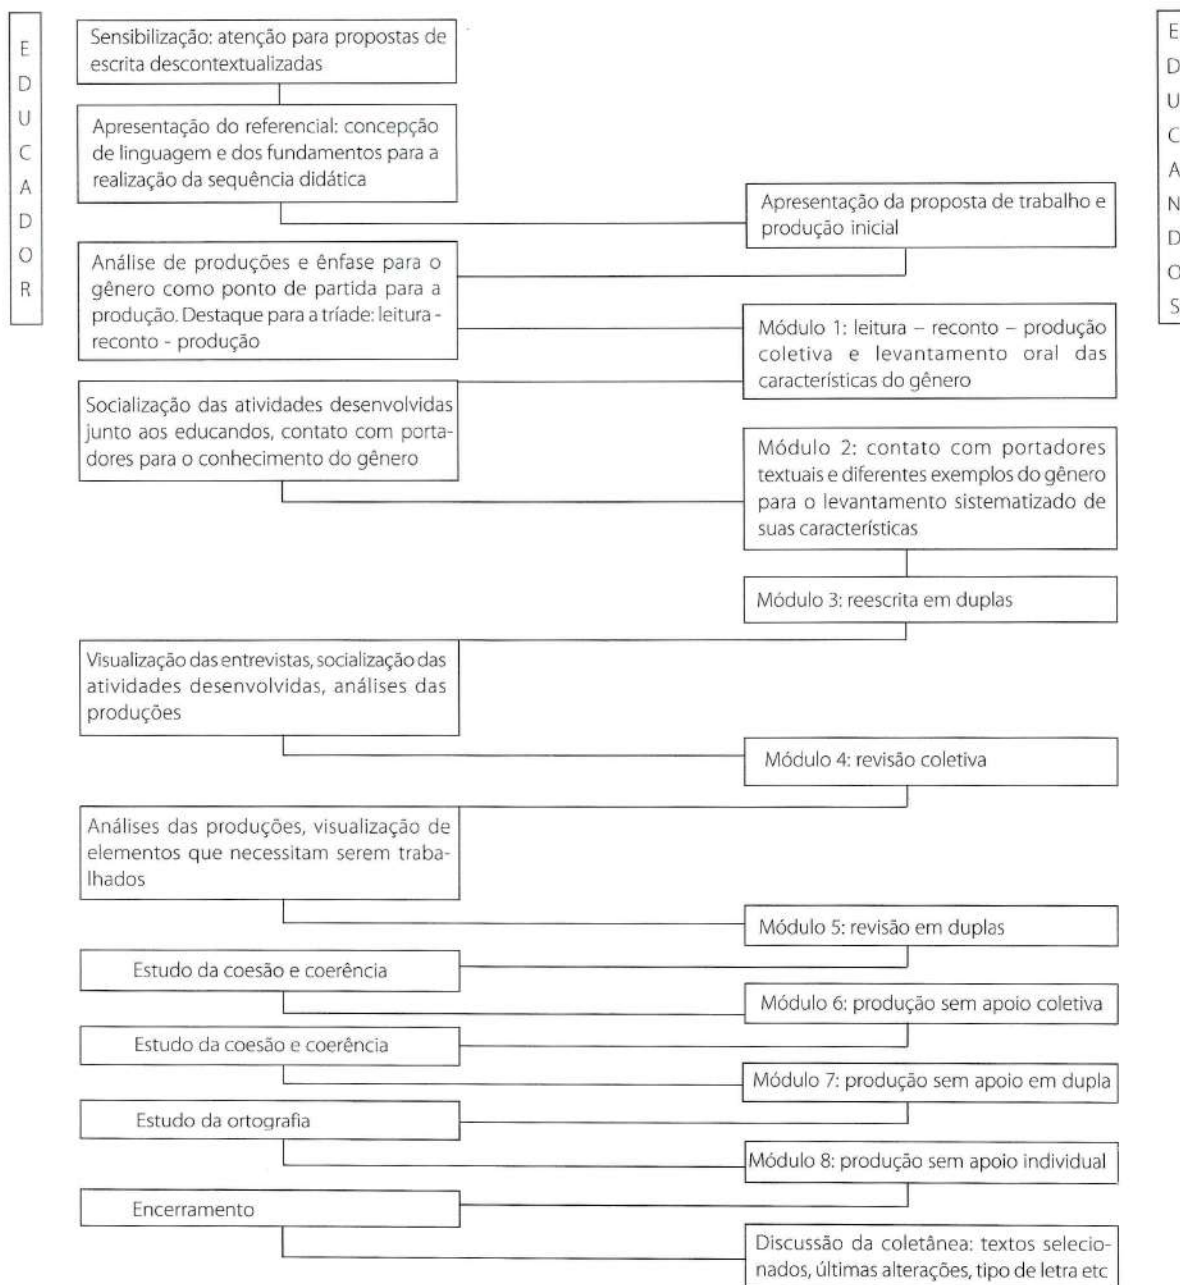 EDUCADOR
EDUCANDOS
Sensibilização: atenção para propostas de
escrita descontextualizadas
Apresentação do referencial: concepção
de linguagem e dos fundamentos para a
realização da sequência didática
Apresentação da proposta de trabalho e
produção inicial
Análise de produções e ênfase para o
gênero como ponto de partida para a
produção. Destaque para a tríade: leitura -
reconto - produção
Módulo 1: leitura – reconto – produção
coletiva e levantamento oral das
características do gênero
Socialização das atividades desenvolvidas
junto aos educandos, contato com porta-
dores para o conhecimento do gênero
Módulo 2: contato com portadores
textuais e diferentes exemplos do gênero
para o levantamento sistematizado de
suas características
Módulo 3: reescrita em duplas
Visualização das entrevistas, socialização das
atividades desenvolvidas, análises das
produções
Módulo 4: revisão coletiva
Análises das produções, visualização de
elementos que necessitam serem traba-
lhados
Módulo 5: revisão em duplas
Estudo da coesão e coerência
Módulo 6: produção sem apoio coletiva
Estudo da coesão e coerência
Módulo 7: produção sem apoio em dupla
Estudo da ortografia
Módulo 8: produção sem apoio individual
Encerramento
Discussão da coletânea: textos selecio-
nados, últimas alterações, tipo de letra etc